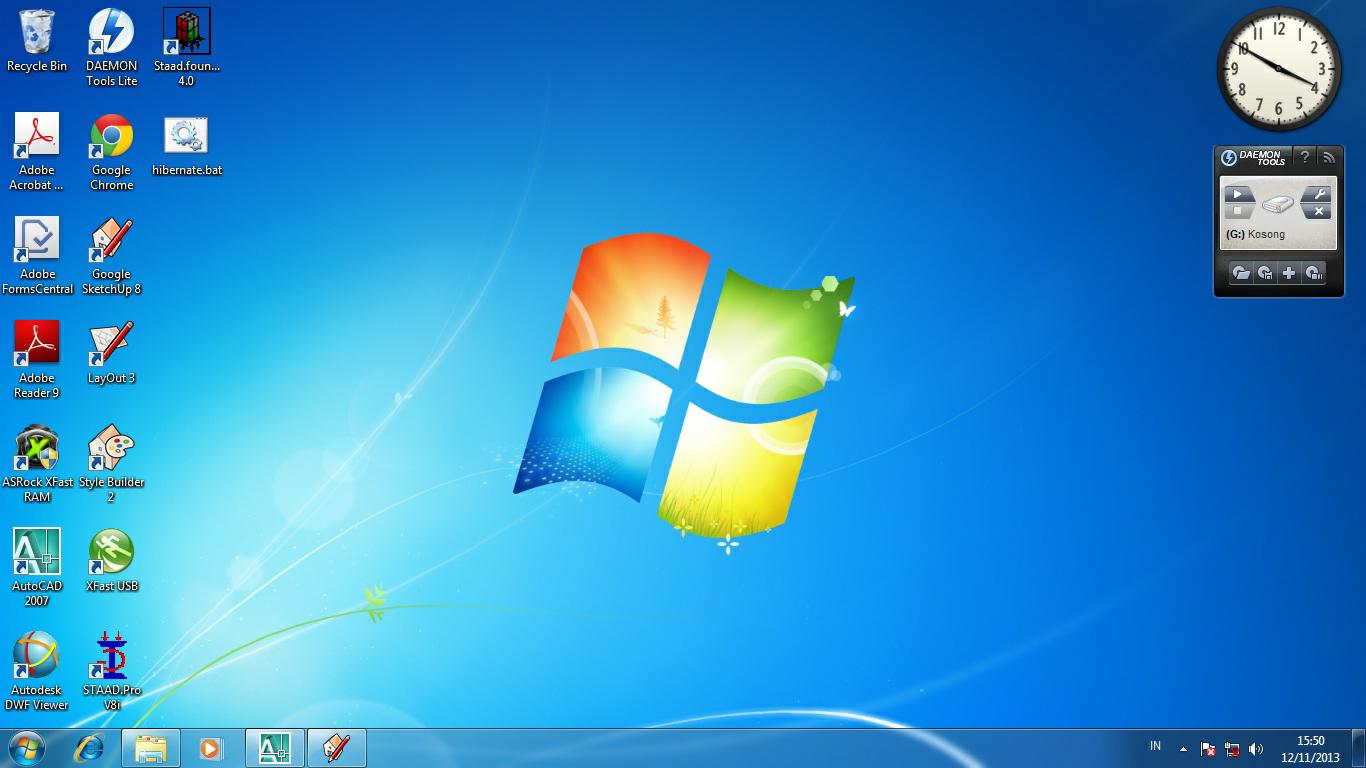 Recycle Bin
DAEMON
Tools Lite
Staad.foun...
4.0
Adobe
Acrobat ...
Google
Chrome
hibernate.bat
Adobe
FormsCentral
Google
SketchUp 8
Adobe
Reader 9
LayOut 3
ASRock XFast
RAM
Style Builder
2
AutoCAD
2007
XFast USB
Autodesk
DWF Viewer
STAAD.Pro
V8i
12
1
2
3
4
5
6
7
8
9
10
11
DAEMON
TOOLS
?
(G:) Kosong
IN
15:50
12/11/2013